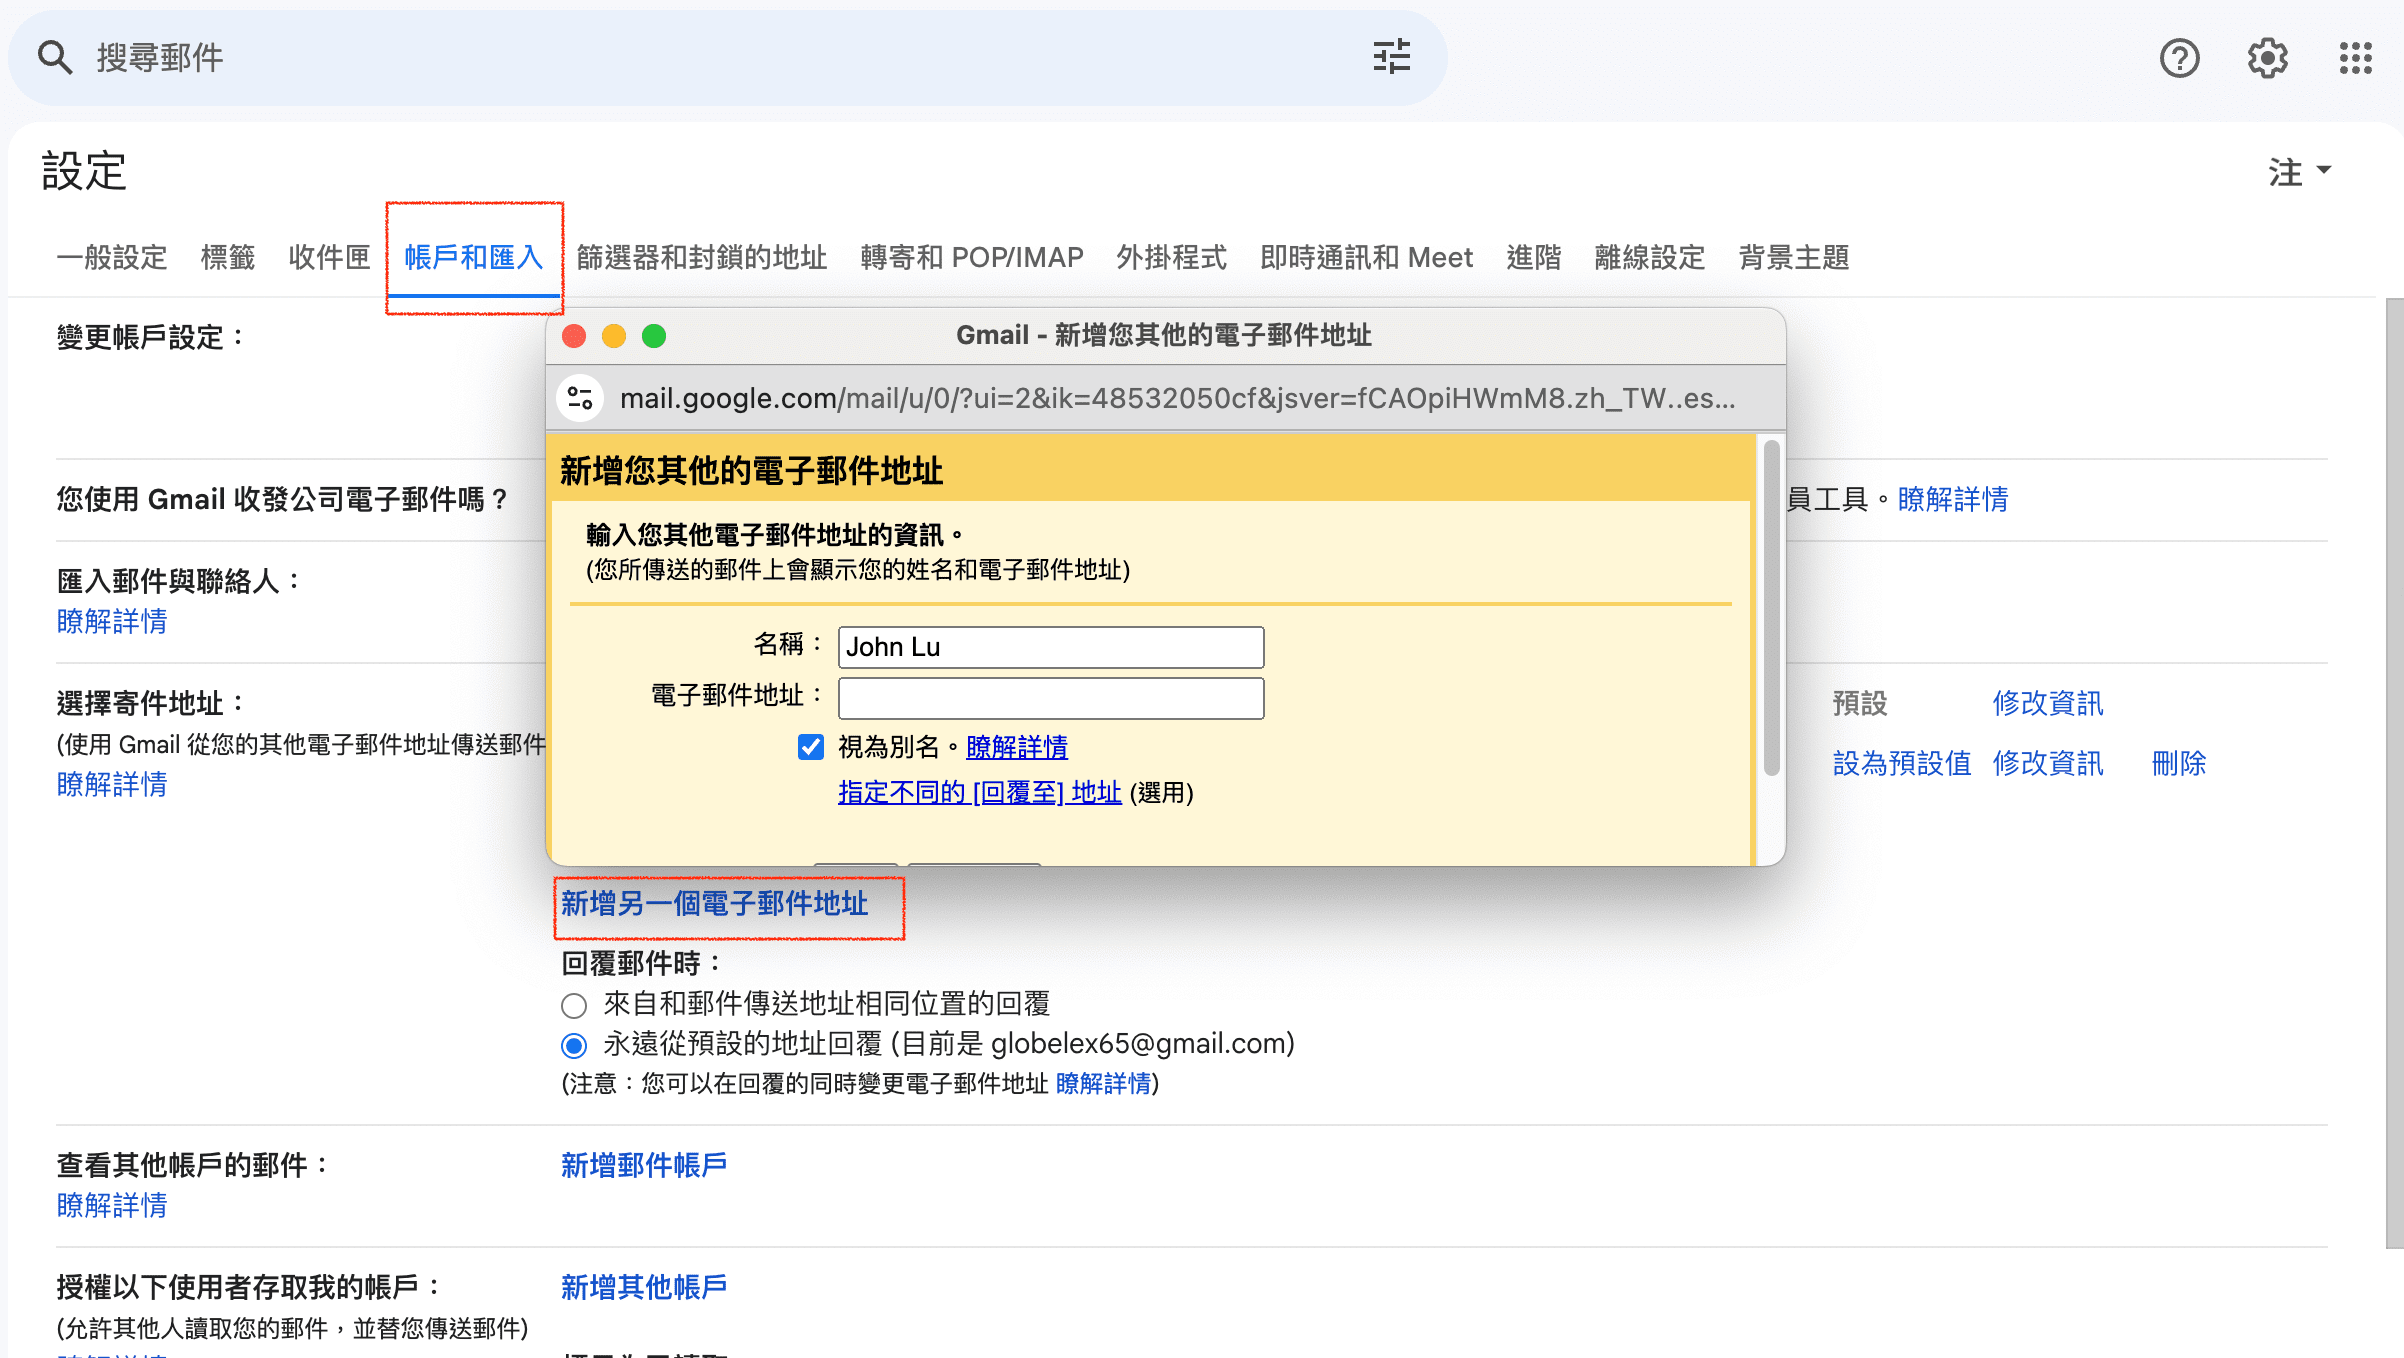 搜尋郵件
設定
注
一般設定 標籤 收件匣 帳戶和匯入 篩選器和封鎖的地址 轉寄和 POP/IMAP 外掛程式 即時通訊和 Meet 進階 離線設定 背景主題
變更帳戶設定：
Gmail - 新增您其他的電子郵件地址
mail.google.com/mail/u/0/?ui=2&ik=48532050cf&jsver=fCAOpiHWmM8.zh_TW..es...
新增您其他的電子郵件地址
輸入您其他電子郵件地址的資訊。
(您所傳送的郵件上會顯示您的姓名和電子郵件地址)
名稱： John Lu
電子郵件地址：
視為別名。瞭解詳情
指定不同的 [回覆至] 地址 (選用)
您使用 Gmail 收發公司電子郵件嗎？
員工具。瞭解詳情
匯入郵件與聯絡人：
瞭解詳情
選擇寄件地址：
(使用 Gmail 從您的其他電子郵件地址傳送郵件
瞭解詳情
預設 修改資訊
設為預設值 修改資訊 刪除
新增另一個電子郵件地址
回覆郵件時：
來自和郵件傳送地址相同位置的回覆
永遠從預設的地址回覆 (目前是 globelex65@gmail.com)
(注意：您可以在回覆的同時變更電子郵件地址 瞭解詳情)
查看其他帳戶的郵件： 新增郵件帳戶
瞭解詳情
授權以下使用者存取我的帳戶： 新增其他帳戶
(允許其他人讀取您的郵件，並替您傳送郵件)